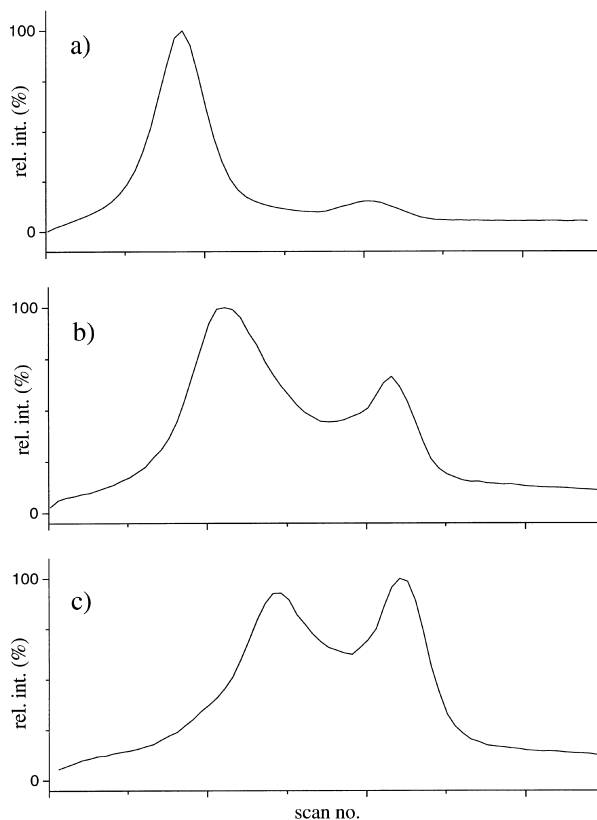 a)
100
rel. int. (%)
0
b)
100
rel. int. (%)
0
c)
100
rel. int. (%)
0
scan no.